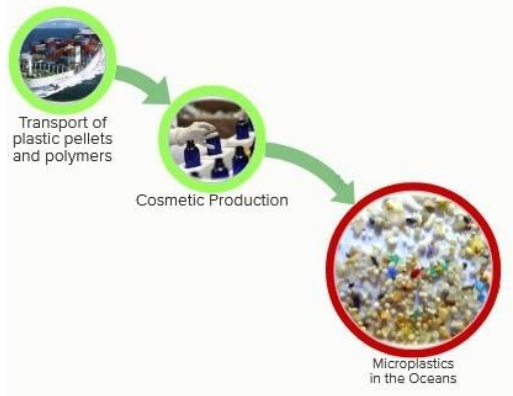 Transport of
plastic pellets
and polymers
Cosmetic Production
Microplastics
in the Oceans